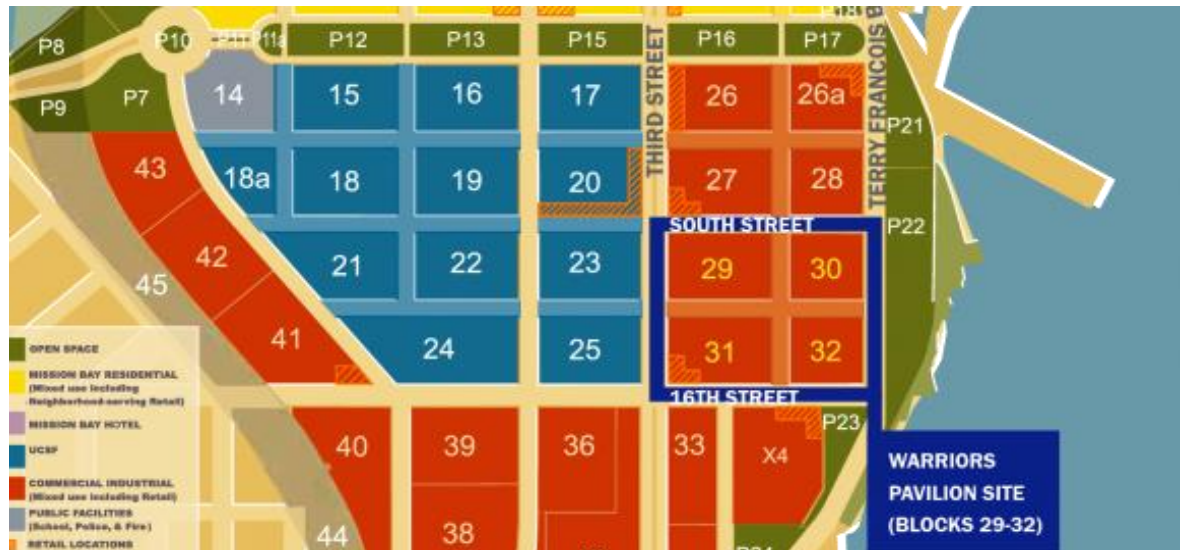 P8
P10
P11
P11a
P12
P13
P15
P16
P17
P18
P9
P7
14
15
16
17
THIRD STREET
26
26a
TERRY FRANCOIS B
P21
43
18a
18
19
20
27
28
SOUTH STREET
P22
42
45
21
22
23
29
30
41
24
25
31
32
16TH STREET
P23
40
39
36
33
X4
44
38
OPEN SPACE
MISSION BAY RESIDENTIAL
(Mixed use including
Neighborhood-serving Retail)
MISSION BAY HOTEL
UCSF
COMMERCIAL INDUSTRIAL
(Mixed use including Retail)
PUBLIC FACILITIES
(School, Police, & Fire)
RETAIL LOCATIONS
WARRIORS
PAVILION SITE
(BLOCKS 29-32)